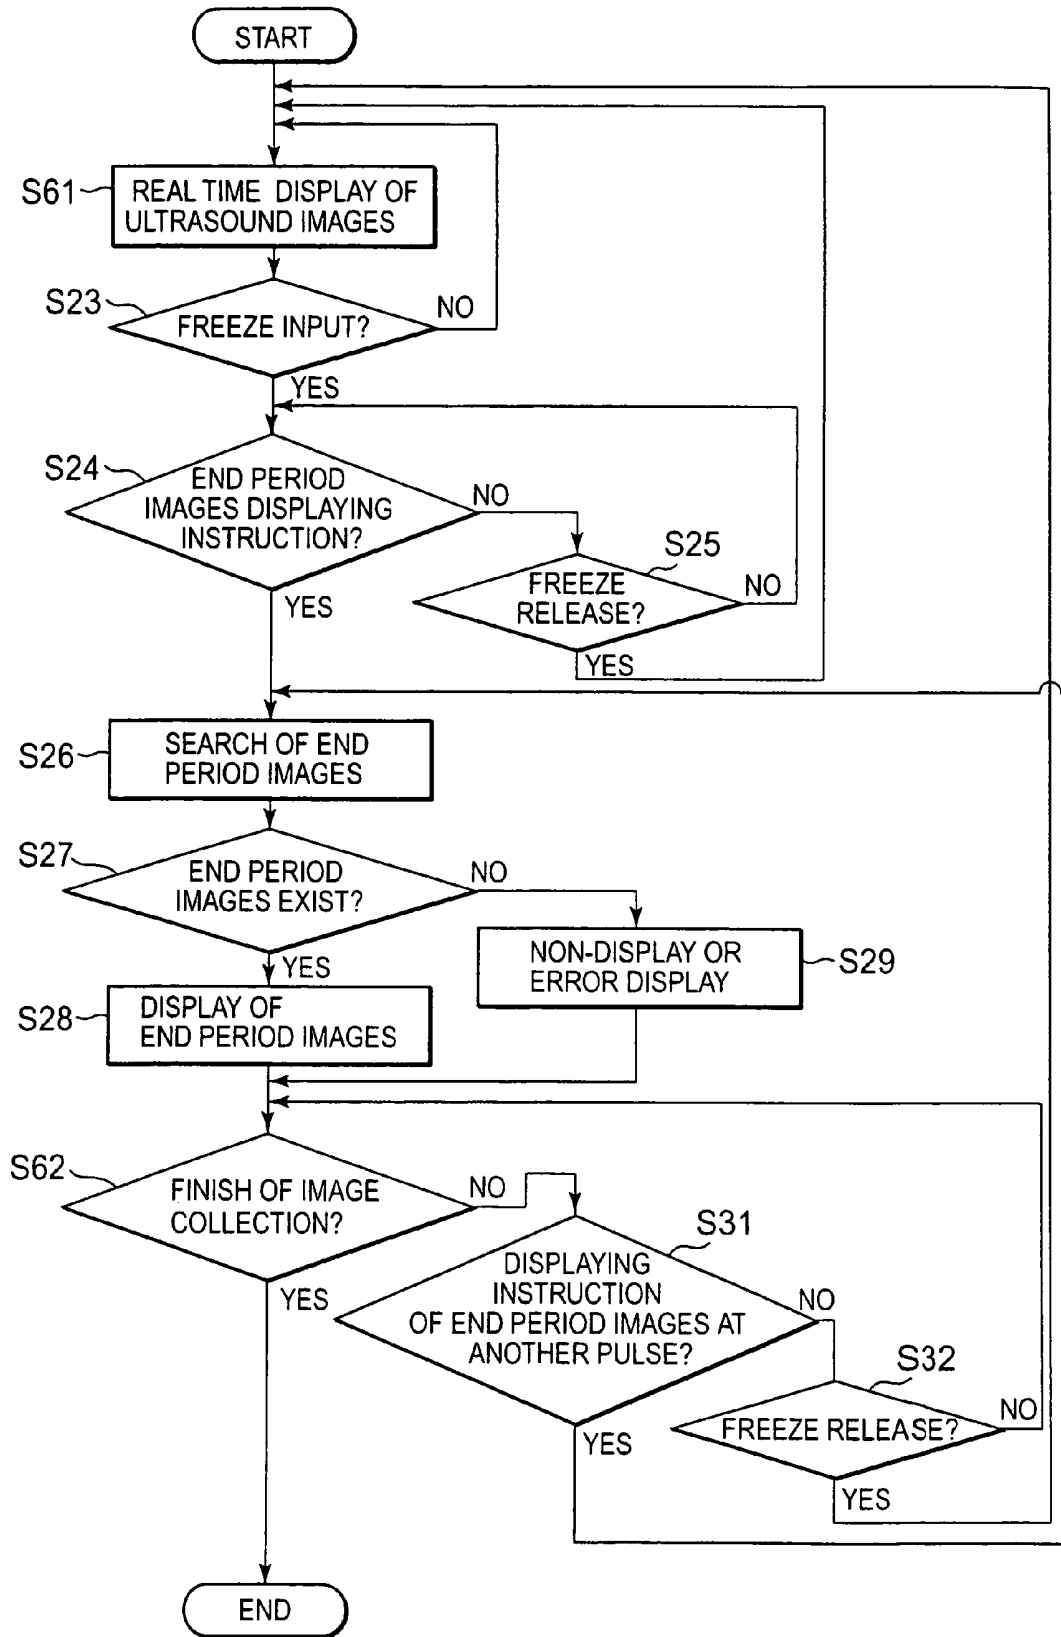 START
S61
REAL TIME DISPLAY OF
ULTRASOUND IMAGES
S23
FREEZE INPUT?
NO
YES
S24
END PERIOD
IMAGES DISPLAYING
INSTRUCTION?
NO
YES
S25
FREEZE
RELEASE?
NO
YES
S26
SEARCH OF END
PERIOD IMAGES
S27
END PERIOD
IMAGES EXIST?
NO
YES
S29
NON-DISPLAY OR
ERROR DISPLAY
S28
DISPLAY OF
END PERIOD IMAGES
S62
FINISH OF IMAGE
COLLECTION?
NO
YES
S31
DISPLAYING
INSTRUCTION
OF END PERIOD IMAGES AT
ANOTHER PULSE?
NO
YES
S32
FREEZE RELEASE?
NO
YES
END